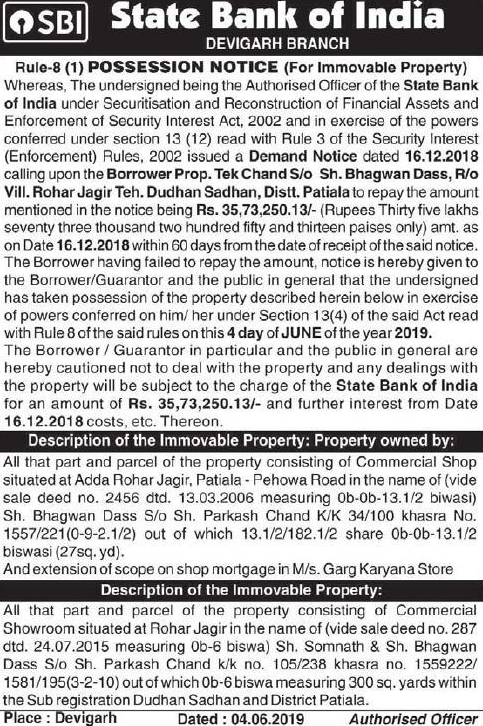 SBI State Bank of India
DEVIGARH BRANCH
Rule-8 (1) POSSESSION NOTICE (For Immovable Property)
Whereas, The undersigned being the Authorised Officer of the State Bank
of India under Securitisation and Reconstruction of Financial Assets and
Enforcement of Security Interest Act, 2002 and in exercise of the powers
conferred under section 13 (12) read with Rule 3 of the Security Interest
(Enforcement) Rules, 2002 issued a Demand Notice dated 16.12.2018
calling upon the Borrower Prop. Tek Chand S/o Sh. Bhagwan Dass, R/o
Vill. Rohar Jagir Teh. Dudhan Sadhan, Distt. Patiala to repay the amount
mentioned in the notice being Rs. 35,73,250.13/- (Rupees Thirty five lakhs
seventy three thousand two hundred fifty and thirteen paises only) amt. as
on Date 16.12.2018 within 60 days from the date of receipt of the said notice.
The Borrower having failed to repay the amount, notice is hereby given to
the Borrower/Guarantor and the public in general that the undersigned
has taken possession of the property described herein below in exercise
of powers conferred on him/ her under Section 13(4) of the said Act read
with Rule 8 of the said rules on this 4 day of JUNE of the year 2019.
The Borrower / Guarantor in particular and the public in general are
hereby cautioned not to deal with the property and any dealings with
the property will be subject to the charge of the State Bank of India
for an amount of Rs. 35,73,250.13/- and further interest from Date
16.12.2018 costs, etc. Thereon.
Description of the Immovable Property: Property owned by:
All that part and parcel of the property consisting of Commercial Shop
situated at Adda Rohar Jagir, Patiala - Pehowa Road in the name of (vide
sale deed no. 2456 dtd. 13.03.2006 measuring 0b-0b-13.1/2 biwasi)
Sh. Bhagwan Dass S/o Sh. Parkash Chand K/K 34/100 khasra No.
1557/221(0-9-2.1/2) out of which 13.1/2/182.1/2 share 0b-0b-13.1/2
biswasi (27sq. yd).
And extension of scope on shop mortgage in M/s. Garg Karyana Store
Description of the Immovable Property:
All that part and parcel of the property consisting of Commercial
Showroom situated at Rohar Jagir in the name of (vide sale deed no. 287
dtd. 24.07.2015 measuring 0b-6 biswa) Sh. Somnath & Sh. Bhagwan
Dass S/o Sh. Parkash Chand k/k no. 105/238 khasra no. 1559222/
1581/195(3-2-10) out of which 0b-6 biswa measuring 300 sq. yards within
the Sub registration Dudhan Sadhan and District Patiala.
Place : Devigarh Dated : 04.06.2019 Authorised Officer